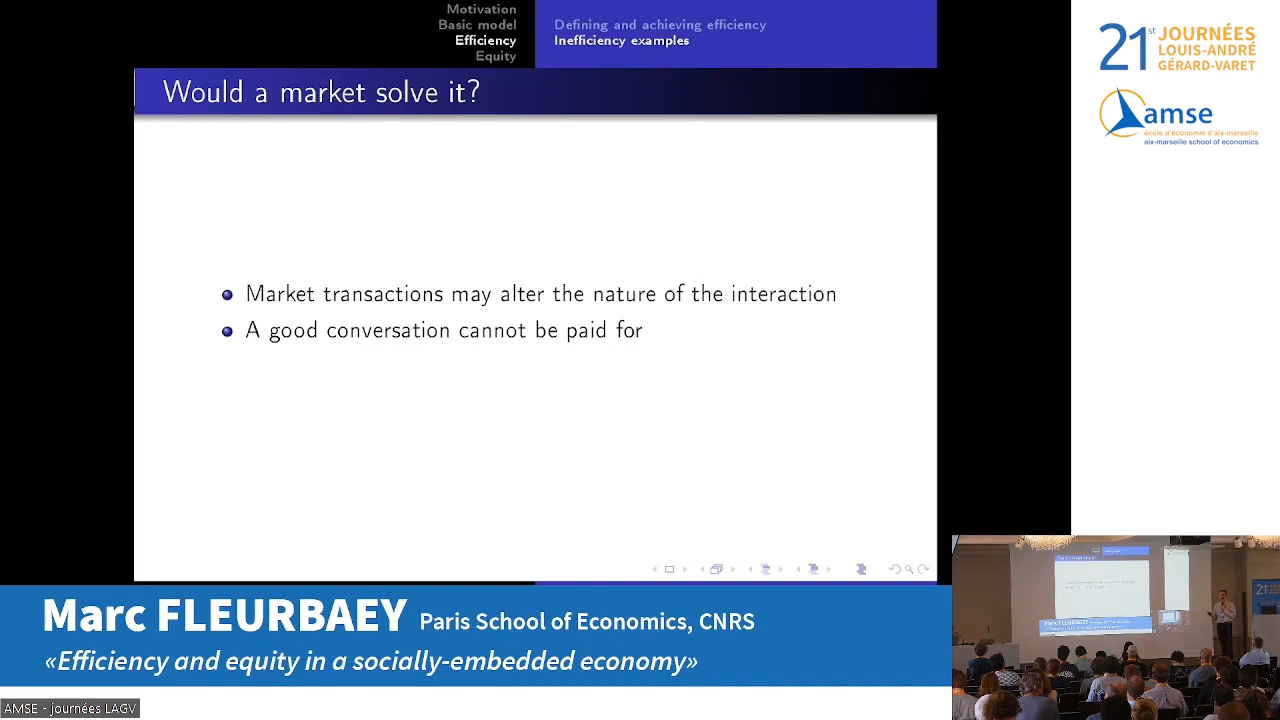 Motivation
Basic model
Efficiency
Equity
Defining and achieving efficiency
Inefficiency examples
Would a market solve it?
Market transactions may alter the nature of the interaction
A good conversation cannot be paid for
21st JOURNÉES
LOUIS-ANDRÉ
GÉRARD-VARET
amse
école d'économie d'aix-marseille
aix-marseille school of economics
Marc FLEURBAEY Paris School of Economics, CNRS
«Efficiency and equity in a socially-embedded economy»
AMSE - journées LAGV